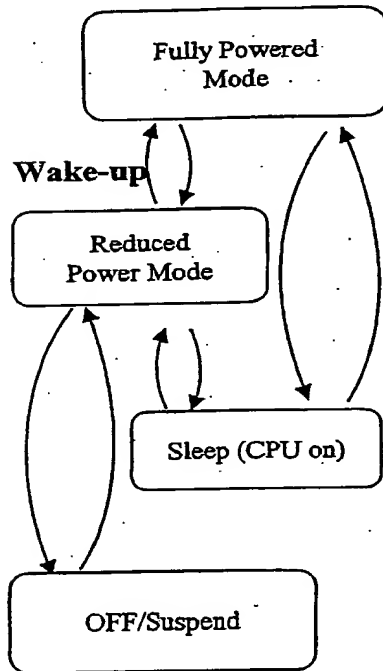 Fully Powered
Mode
Wake-up
Reduced
Power Mode
Sleep (CPU on)
OFF/Suspend